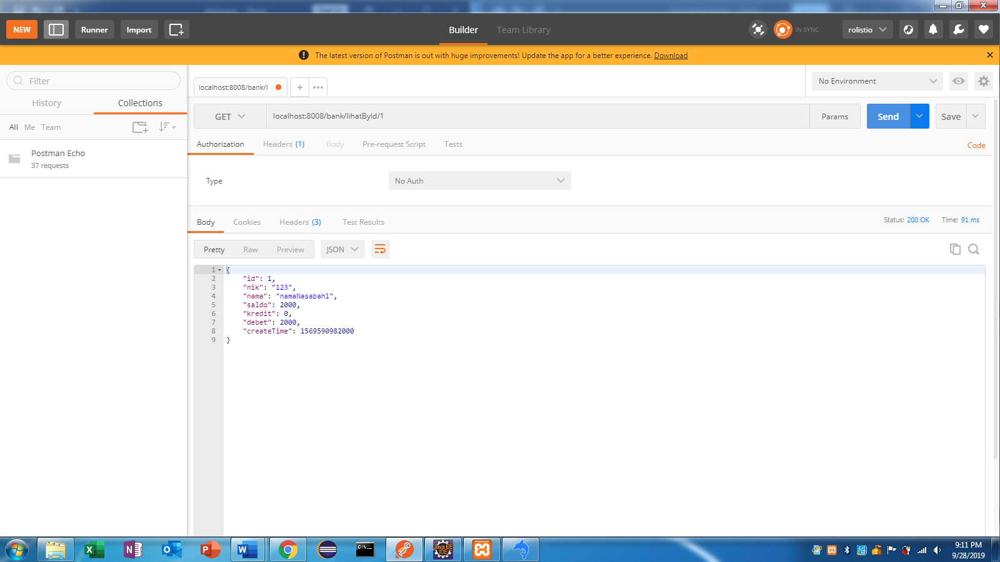 NEW
Runner
Import
Builder
Team Library
IN SYNC
rolistio
The latest version of Postman is out with huge improvements! Update the app for a better experience. Download
Filter
History
Collections
All Me Team
Postman Echo
37 requests
localhost:8008/bank/l
No Environment
GET
localhost:8008/bank/lihatById/1
Params
Send
Save
Authorization
Headers (1)
Body
Pre-request Script
Tests
Code
Type
No Auth
Body
Cookies
Headers (3)
Test Results
Status: 200 OK
Time: 91 ms
Pretty
Raw
Preview
JSON
1 {
2 "id": 1,
3 "nik": "123",
4 "nama": "namaNasabah1",
5 "saldo": 2000,
6 "kredit": 0,
7 "debet": 2000,
8 "createTime": 1569590982000
9 }
Java EE
IDE
9:11 PM
9/28/2019